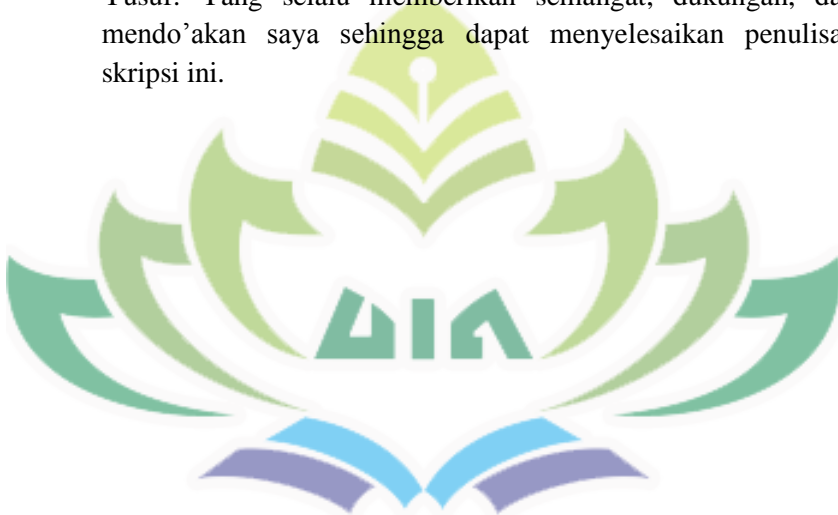 Yusuf. Yang selalu memberikan semangat, dukungan,
mendo’akan saya sehingga dapat menyelesaikan
skripsi ini.